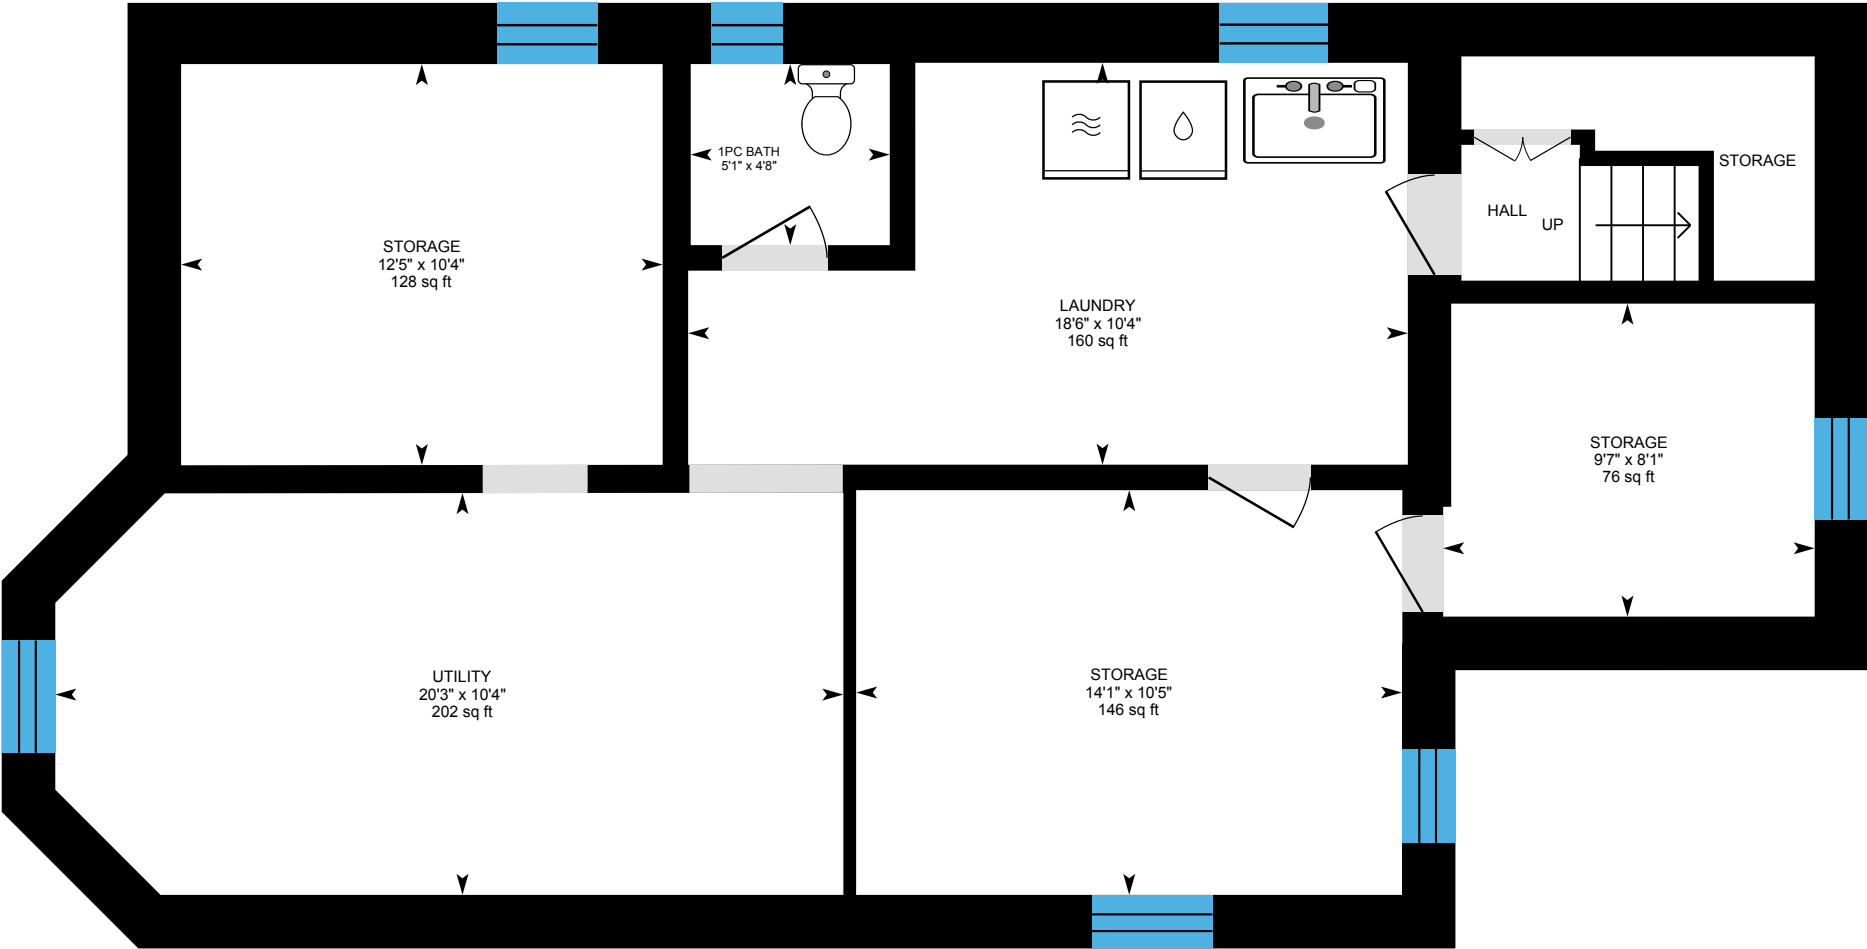 1PC BATH
5'1" x 4'8"
STORAGE
HALL
UP
STORAGE
12'5" x 10'4"
128 sq ft
LAUNDRY
18'6" x 10'4"
160 sq ft
STORAGE
9'7" x 8'1"
76 sq ft
UTILITY
20'3" x 10'4"
202 sq ft
STORAGE
14'1" x 10'5"
146 sq ft